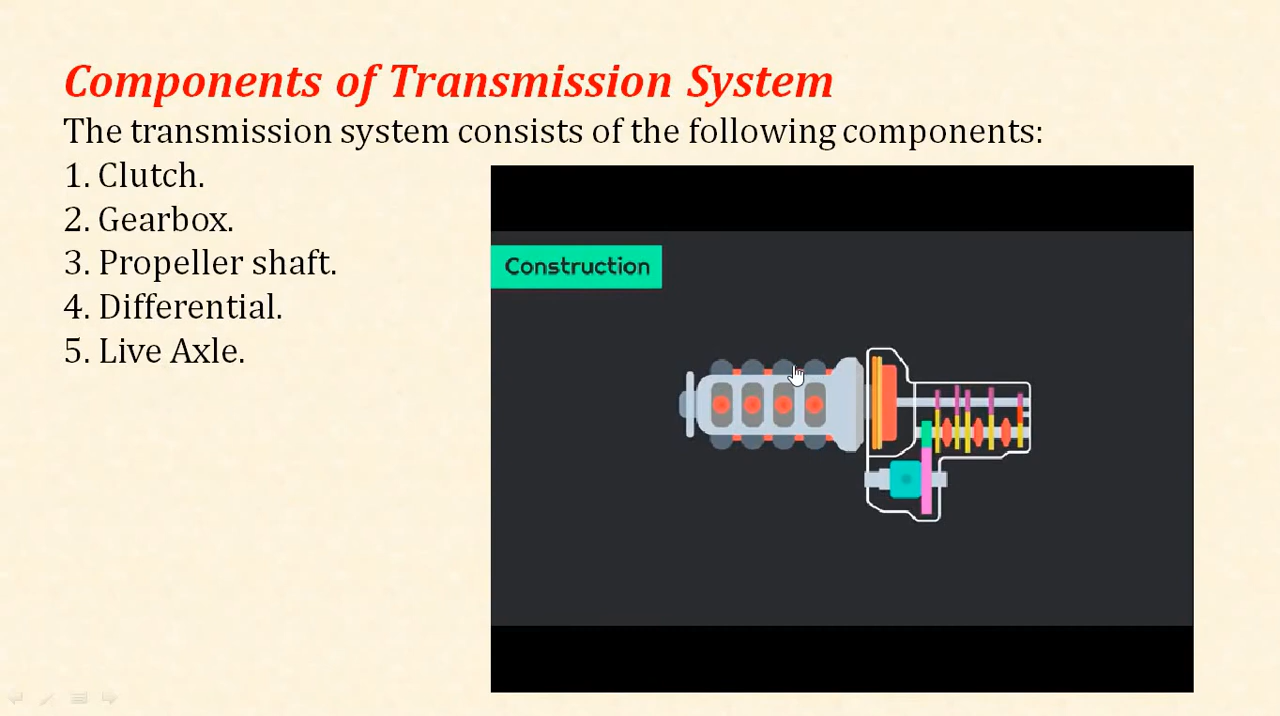 Components of Transmission System
The transmission system consists of the following components:
1. Clutch.
2. Gearbox.
3. Propeller shaft.
4. Differential.
5. Live Axle.
Construction